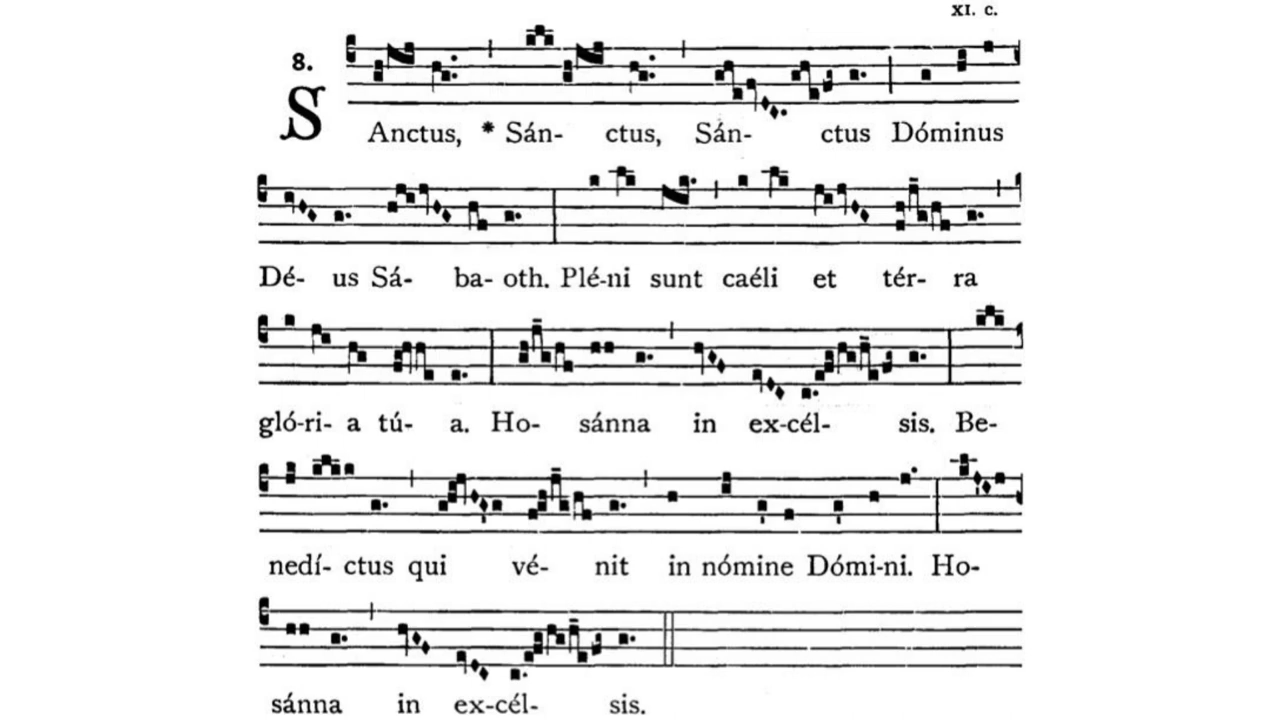 XI. c.
8.
SAnctus, * Sán- ctus, Sán- ctus Dóminus
Dé- us Sá- ba- oth. Plé-ni sunt caéli et tér- ra
gló-ri- a tú- a. Ho- sánna in ex-cél- sis. Be-
nedí- ctus qui vé- nit in nómine Dómi-ni. Ho-
sánna in ex-cél- sis.